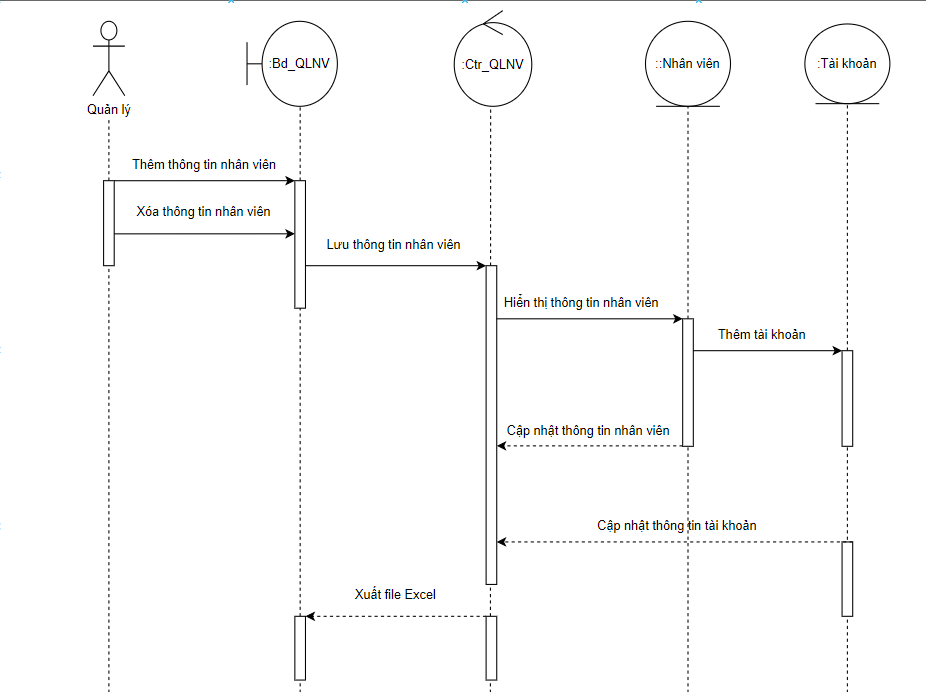 :Bd_QLNV
:Ctr_QLNV
::Nhân viên
:Tài khoản
Quản lý
Thêm thông tin nhân viên
Xóa thông tin nhân viên
Lưu thông tin nhân viên
Hiển thị thông tin nhân viên
Thêm tài khoản
Cập nhật thông tin nhân viên
Cập nhật thông tin tài khoản
Xuất file Excel